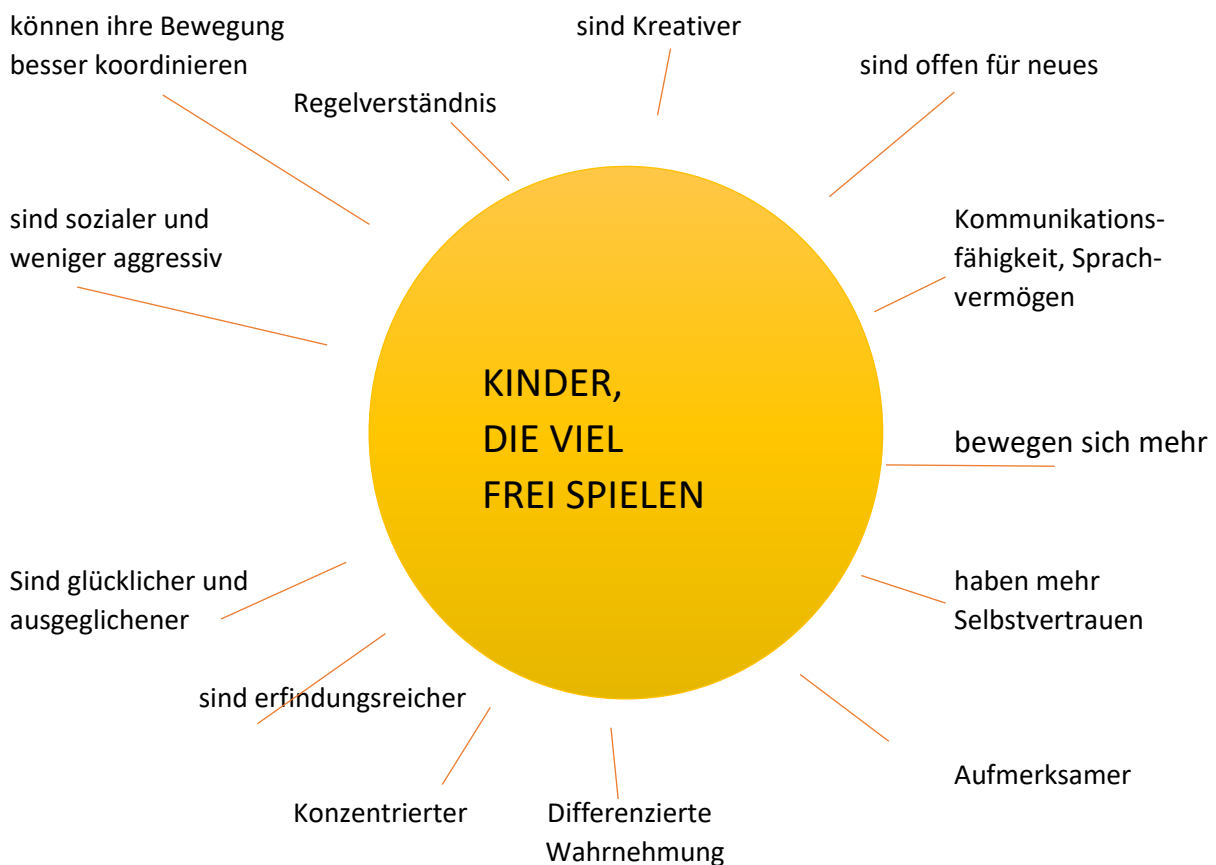 können ihre Bewegung
besser koordinieren
sind Kreativer
sind offen für neues
Regelverständnis
sind sozialer und
weniger aggressiv
Kommunikations-
fähigkeit, Sprach-
vermögen
KINDER,
DIE VIEL
FREI SPIELEN
bewegen sich mehr
Sind glücklicher und
ausgeglichener
haben mehr
Selbstvertrauen
sind erfindungsreicher
Aufmerksamer
Konzentrierter
Differenzierte
Wahrnehmung